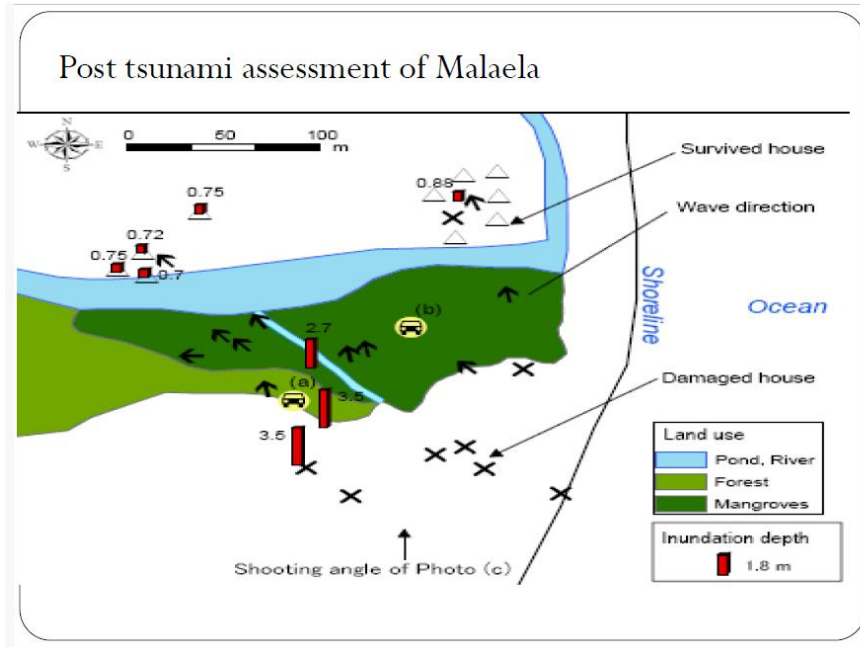 Post tsunami assessment of Malaela
N
W E
S
0 50 100
m
0.75
0.88
Survived house
Wave direction
0.72
0.75
0.7
Shoreline
Ocean
(b)
2.7
(a)
3.5
3.5
Damaged house
Land use
Pond, River
Forest
Mangroves
Inundation depth
1.8 m
Shooting angle of Photo (c)